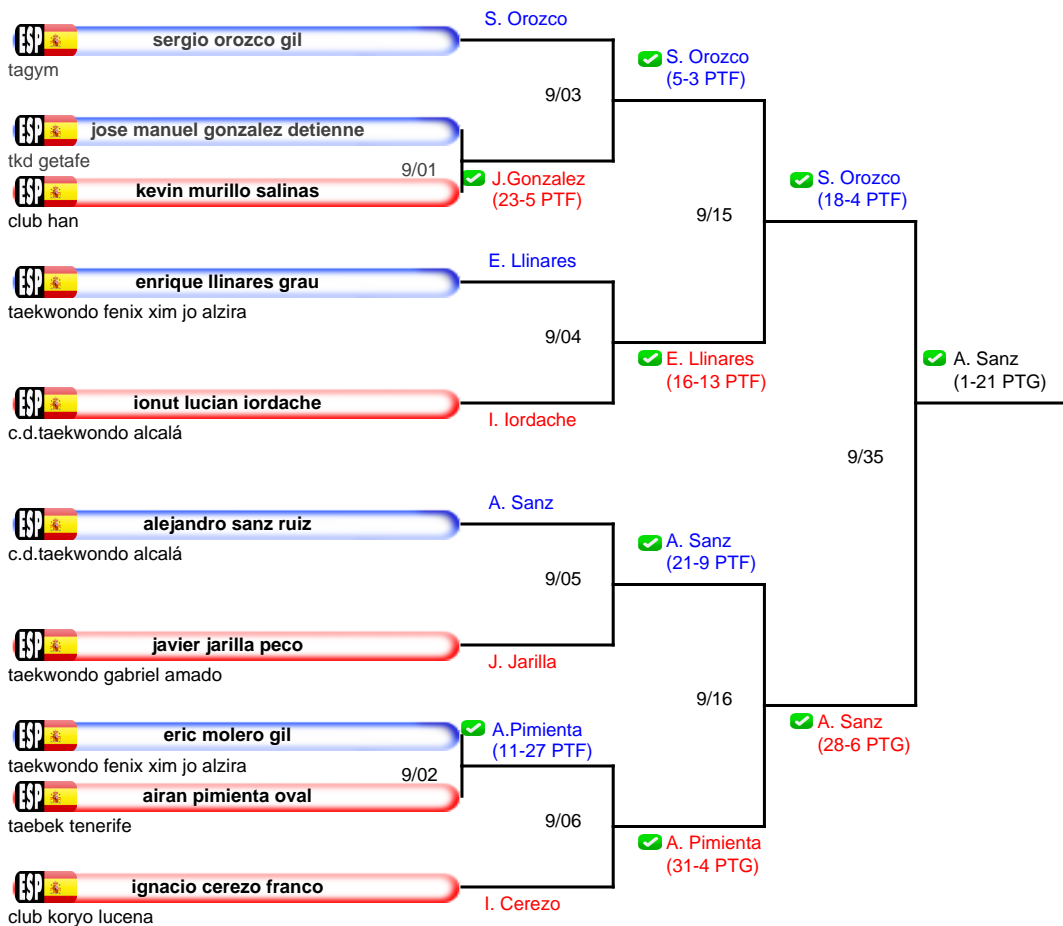 S. Orozco
ESP sergio orozco gil
tagym
S. Orozco
(5-3 PTF)
9/03
ESP jose manuel gonzalez detienne
tkd getafe
9/01
J.Gonzalez
(23-5 PTF)
ESP kevin murillo salinas
club han
S. Orozco
(18-4 PTF)
9/15
E. Llinares
ESP enrique llinares grau
taekwondo fenix xim jo alzira
9/04
E. Llinares
(16-13 PTF)
A. Sanz
(1-21 PTG)
ESP ionut lucian iordache
I. Iordache
c.d.taekwondo alcalá
9/35
A. Sanz
ESP alejandro sanz ruiz
c.d.taekwondo alcalá
A. Sanz
(21-9 PTF)
9/05
ESP javier jarilla peco
J. Jarilla
taekwondo gabriel amado
9/16
A. Sanz
(28-6 PTG)
ESP eric molero gil
taekwondo fenix xim jo alzira
A.Pimienta
(11-27 PTF)
9/02
ESP airan pimienta oval
taebek tenerife
9/06
A. Pimienta
(31-4 PTG)
ESP ignacio cerezo franco
I. Cerezo
club koryo lucena